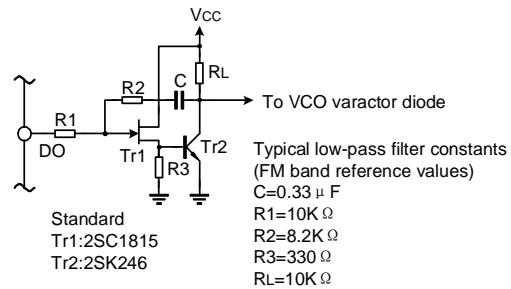 Vcc
R2
C
RL
To VCO varactor diode
R1
DO
Tr1
Tr2
R3
Typical low-pass filter constants
(FM band reference values)
C=0.33 μ F
R1=10K Ω
R2=8.2K Ω
R3=330 Ω
RL=10K Ω
Standard
Tr1:2SC1815
Tr2:2SK246